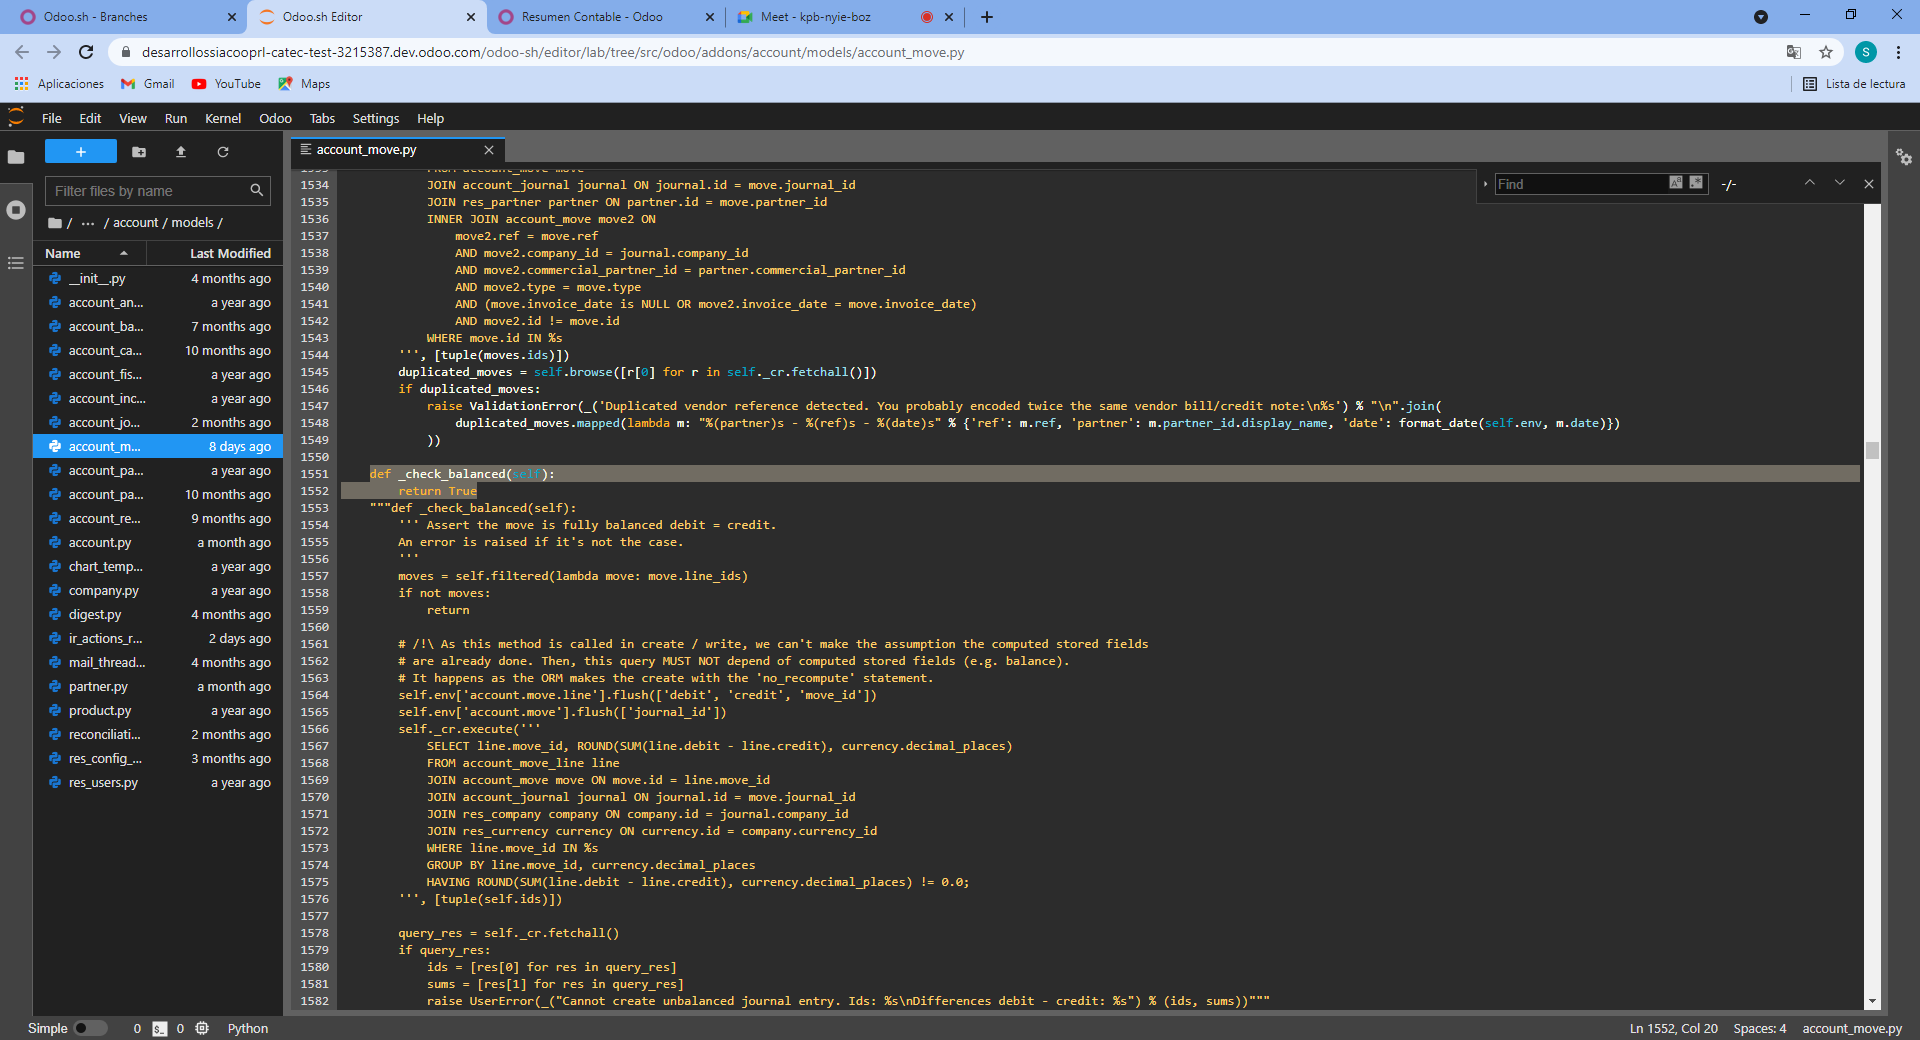 Odoo.sh - Branches
Odoo.sh Editor
Resumen Contable - Odoo
Meet - kpb-nyie-boz
desarrollossiacooprl-catec-test-3215387.dev.odoo.com/odoo-sh/editor/lab/tree/src/odoo/addons/account/models/account_move.py
S
Aplicaciones
Gmail
YouTube
Maps
Lista de lectura
File Edit View Run Kernel Odoo Tabs Settings Help
+
Filter files by name
/ ··· / account / models /
Name Last Modified
__init__.py 4 months ago
account_an... a year ago
account_ba... 7 months ago
account_ca... 10 months ago
account_fis... a year ago
account_inc... a year ago
account_jo... 2 months ago
account_m... 8 days ago
account_pa... a year ago
account_pa... 10 months ago
account_re... 9 months ago
account.py a month ago
chart_temp... a year ago
company.py a year ago
digest.py 4 months ago
ir_actions_r... 2 days ago
mail_thread... 4 months ago
partner.py a month ago
product.py a year ago
reconciliati... 2 months ago
res_config_... 3 months ago
res_users.py a year ago
account_move.py
Find
-/-
1533 FROM account_move move
1534 JOIN account_journal journal ON journal.id = move.journal_id
1535 JOIN res_partner partner ON partner.id = move.partner_id
1536 INNER JOIN account_move move2 ON
1537 move2.ref = move.ref
1538 AND move2.company_id = journal.company_id
1539 AND move2.commercial_partner_id = partner.commercial_partner_id
1540 AND move2.type = move.type
1541 AND (move.invoice_date is NULL OR move2.invoice_date = move.invoice_date)
1542 AND move2.id != move.id
1543 WHERE move.id IN %s
1544 ''', [tuple(moves.ids)])
1545 duplicated_moves = self.browse([r[0] for r in self._cr.fetchall()])
1546 if duplicated_moves:
1547 raise ValidationError(_('Duplicated vendor reference detected. You probably encoded twice the same vendor bill/credit note:\n%s') % "\n".join(
1548 duplicated_moves.mapped(lambda m: "%(partner)s - %(ref)s - %(date)s" % {'ref': m.ref, 'partner': m.partner_id.display_name, 'date': format_date(self.env, m.date)})
1549 ))
1550
1551 def _check_balanced(self):
1552 return True
1553 """def _check_balanced(self):
1554 ''' Assert the move is fully balanced debit = credit.
1555 An error is raised if it's not the case.
1556 '''
1557 moves = self.filtered(lambda move: move.line_ids)
1558 if not moves:
1559 return
1560
1561 # /!\ As this method is called in create / write, we can't make the assumption the computed stored fields
1562 # are already done. Then, this query MUST NOT depend of computed stored fields (e.g. balance).
1563 # It happens as the ORM makes the create with the 'no_recompute' statement.
1564 self.env['account.move.line'].flush(['debit', 'credit', 'move_id'])
1565 self.env['account.move'].flush(['journal_id'])
1566 self._cr.execute('''
1567 SELECT line.move_id, ROUND(SUM(line.debit - line.credit), currency.decimal_places)
1568 FROM account_move_line line
1569 JOIN account_move move ON move.id = line.move_id
1570 JOIN account_journal journal ON journal.id = move.journal_id
1571 JOIN res_company company ON company.id = journal.company_id
1572 JOIN res_currency currency ON currency.id = company.currency_id
1573 WHERE line.move_id IN %s
1574 GROUP BY line.move_id, currency.decimal_places
1575 HAVING ROUND(SUM(line.debit - line.credit), currency.decimal_places) != 0.0;
1576 ''', [tuple(self.ids)])
1577
1578 query_res = self._cr.fetchall()
1579 if query_res:
1580 ids = [res[0] for res in query_res]
1581 sums = [res[1] for res in query_res]
1582 raise UserError(_("Cannot create unbalanced journal entry. Ids: %s\nDifferences debit - credit: %s") % (ids, sums))"""
Simple 0 0 Python
Ln 1552, Col 20 Spaces: 4 account_move.py